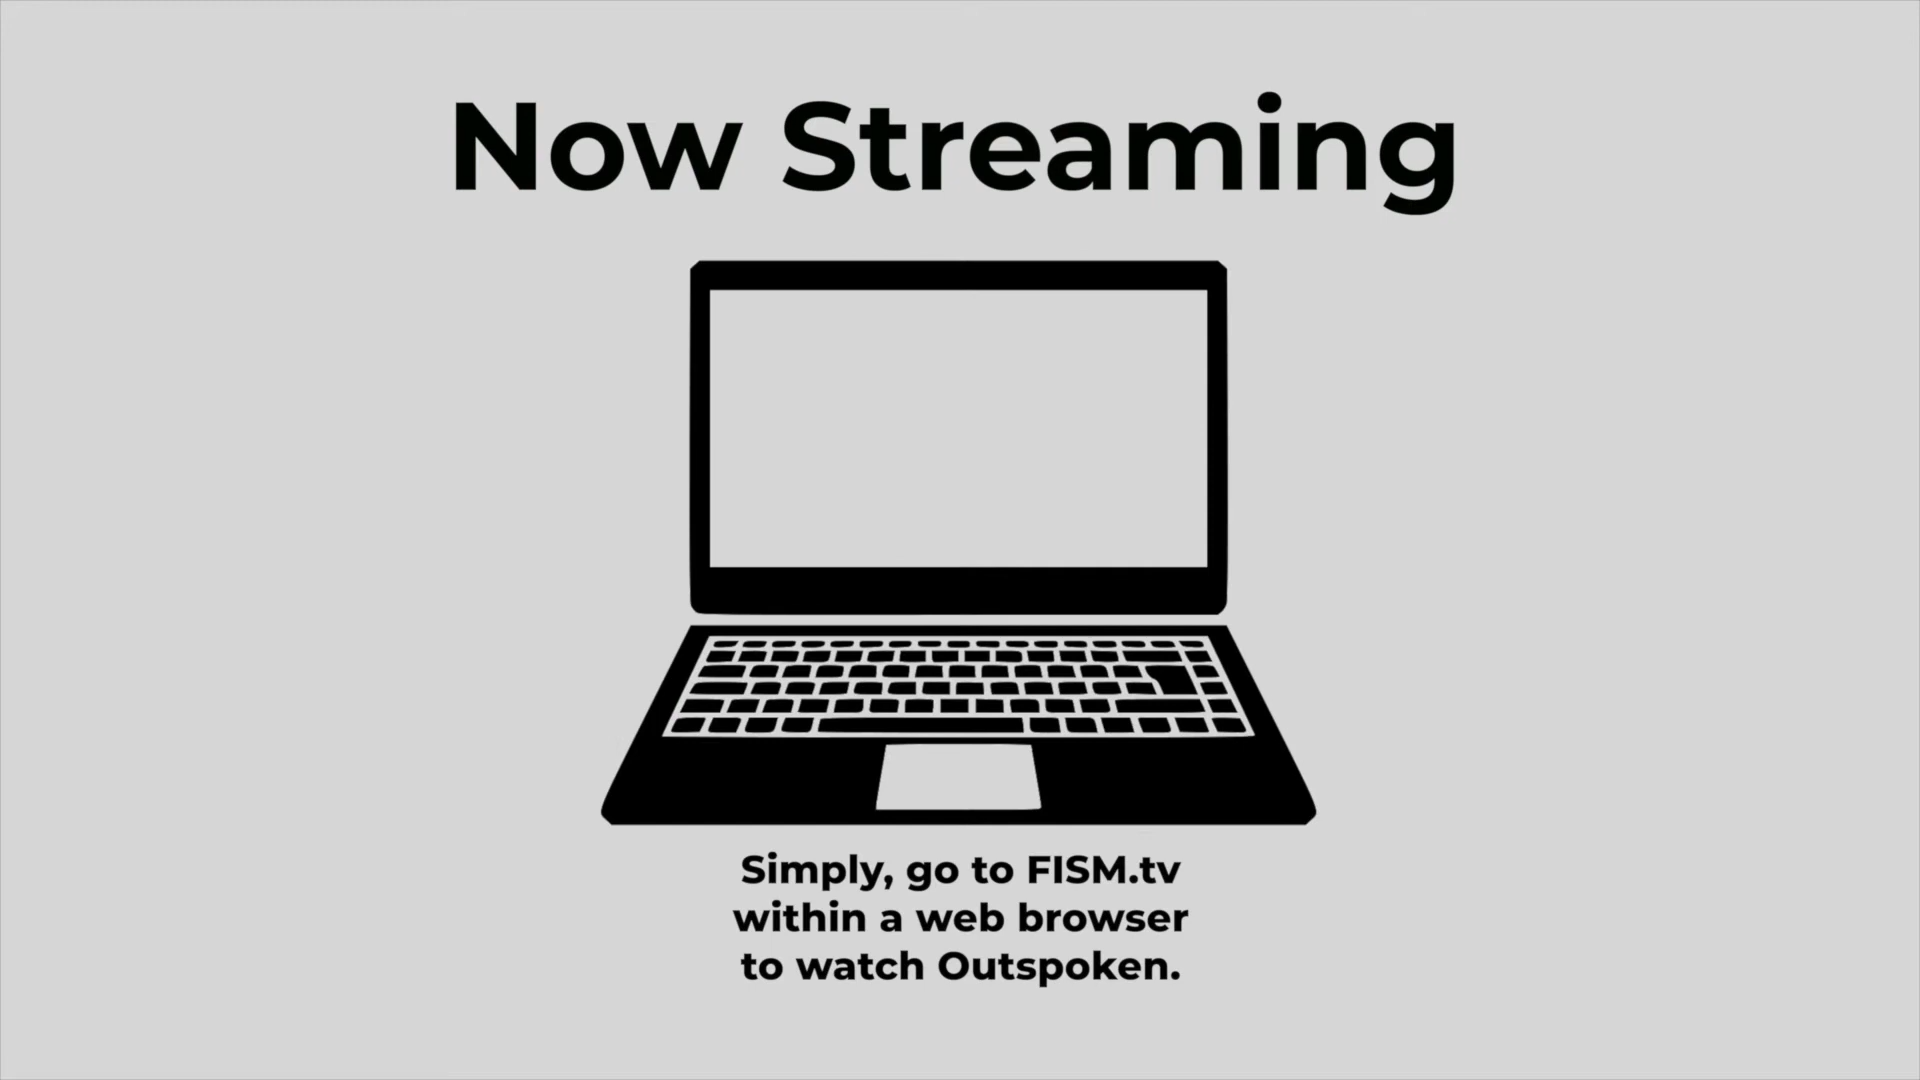 Now Streaming
Simply, go to FISM.tv
within a web browser
to watch Outspoken.